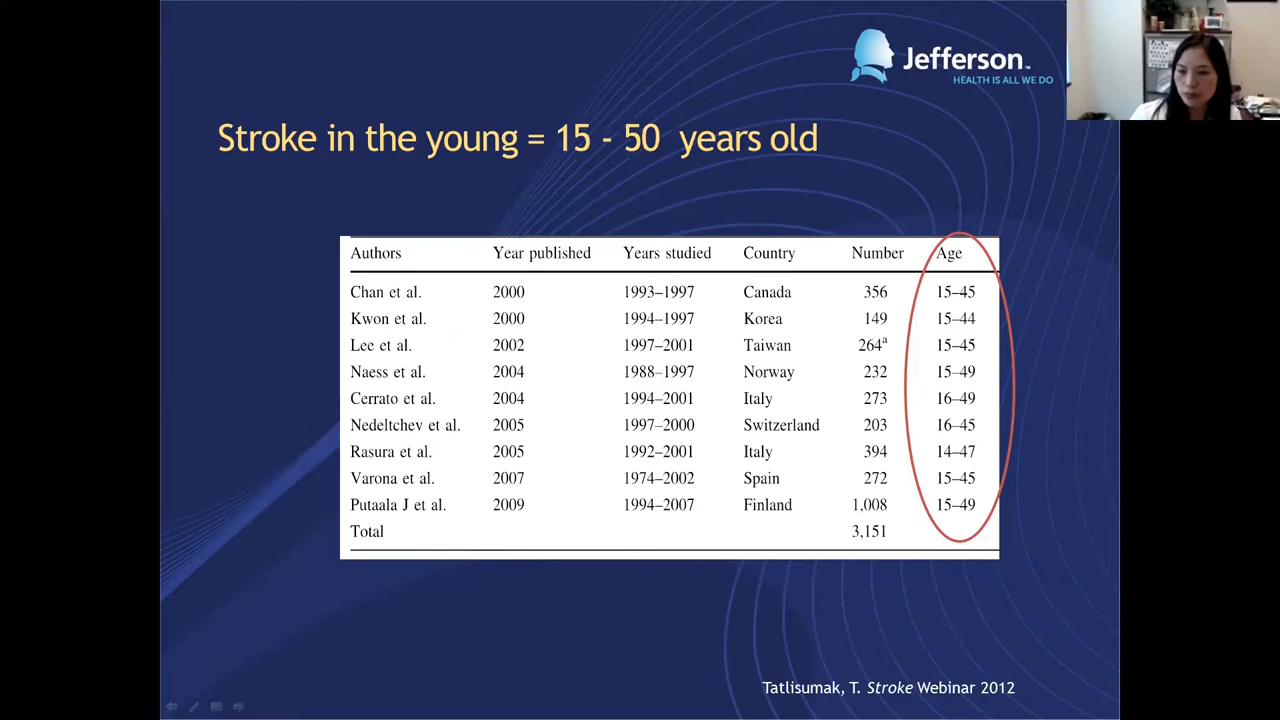 Jefferson™
HEALTH IS ALL WE DO
Stroke in the young = 15 - 50 years old
Authors Year published Years studied Country Number Age
Chan et al. 2000 1993–1997 Canada 356 15–45
Kwon et al. 2000 1994–1997 Korea 149 15–44
Lee et al. 2002 1997–2001 Taiwan 264ᵃ 15–45
Naess et al. 2004 1988–1997 Norway 232 15–49
Cerrato et al. 2004 1994–2001 Italy 273 16–49
Nedeltchev et al. 2005 1997–2000 Switzerland 203 16–45
Rasura et al. 2005 1992–2001 Italy 394 14–47
Varona et al. 2007 1974–2002 Spain 272 15–45
Putaala J et al. 2009 1994–2007 Finland 1,008 15–49
Total 3,151
Tatlisumak, T. Stroke Webinar 2012